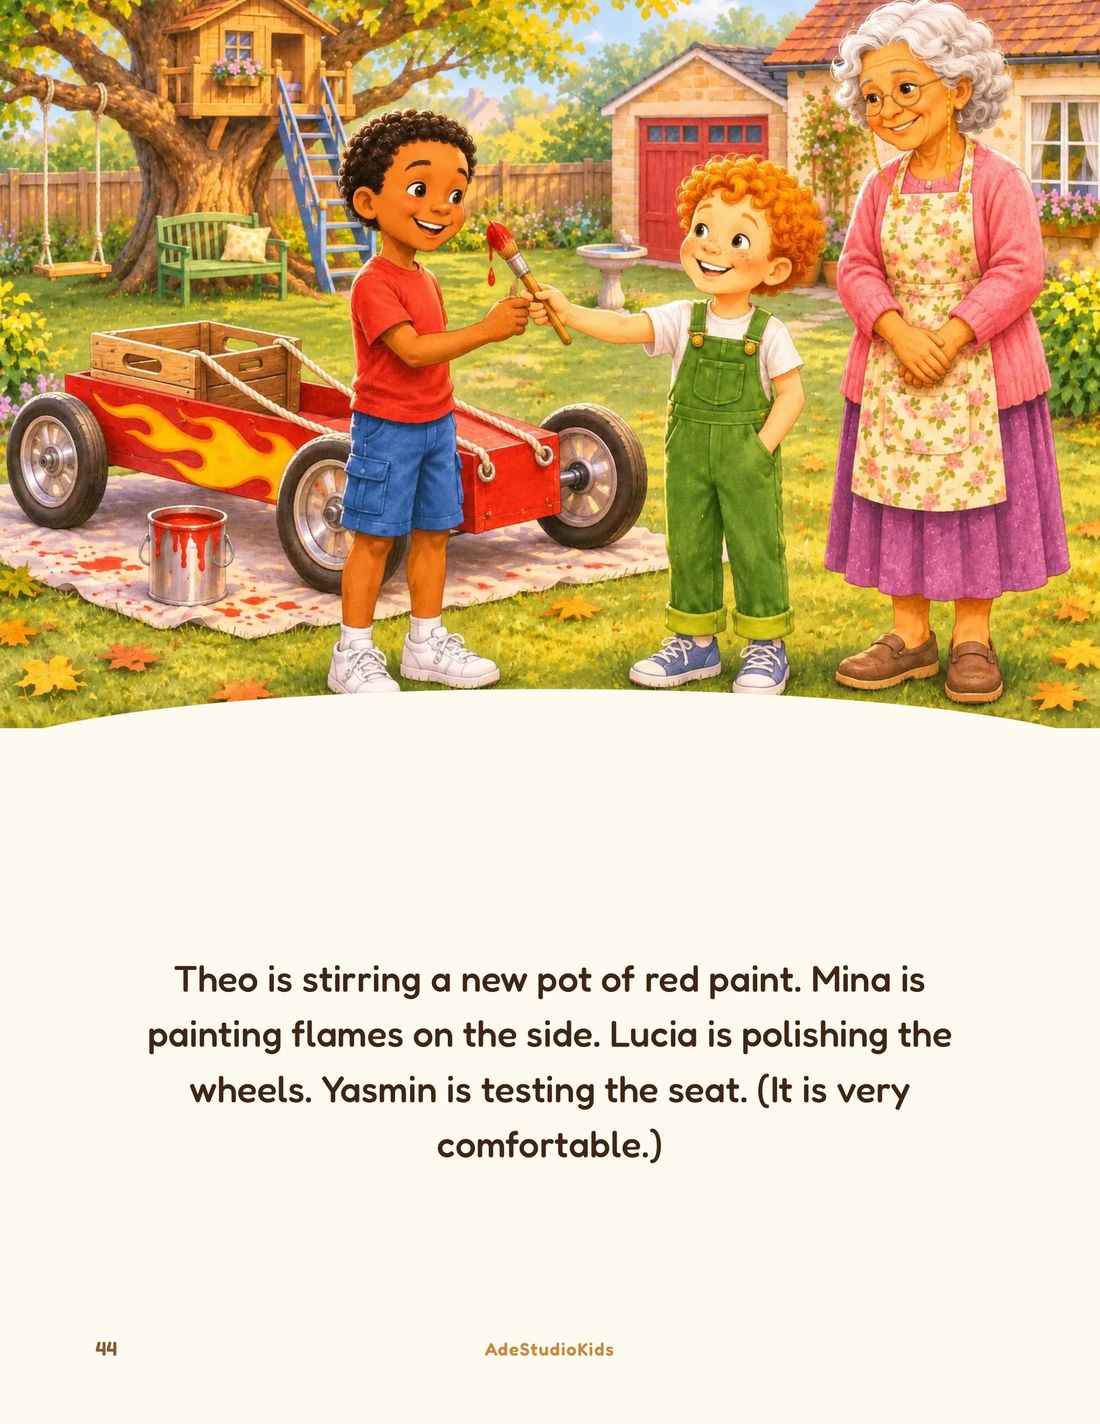 Theo is stirring a new pot of red paint. Mina is
painting flames on the side. Lucia is polishing the
wheels. Yasmin is testing the seat. (It is very
comfortable.)
44
AdeStudioKids